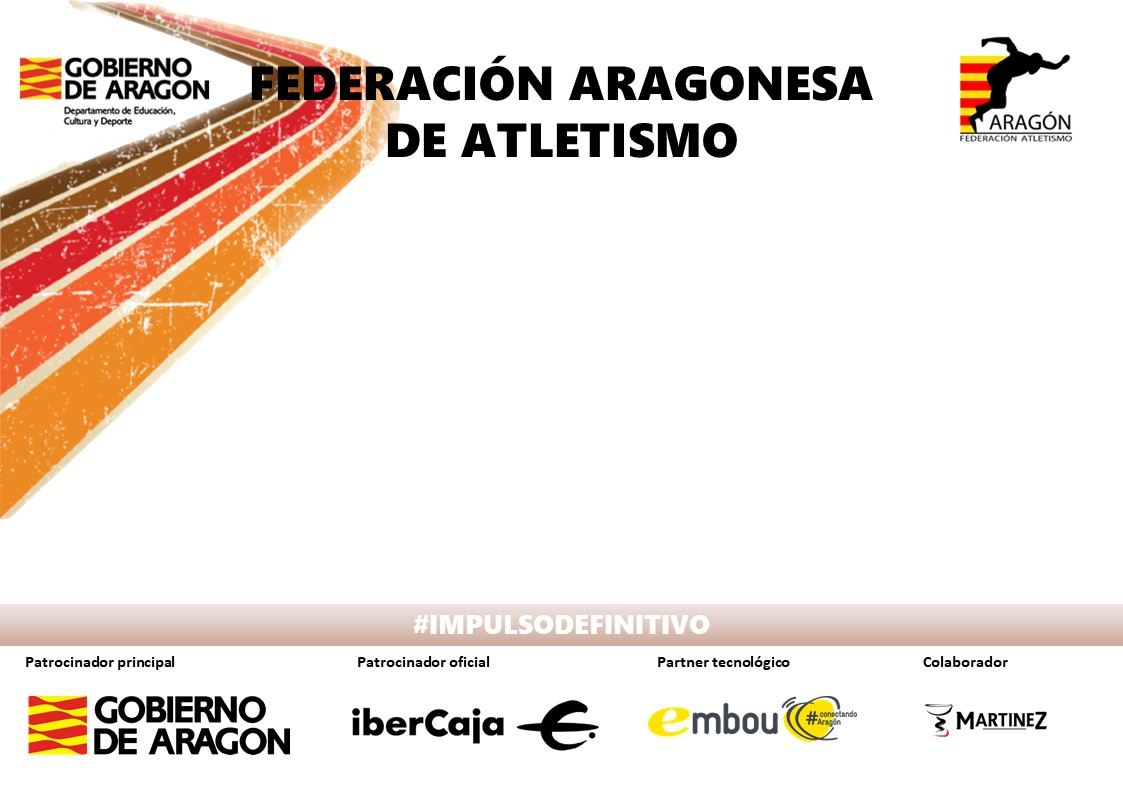 GOBIERNO
DE ARAGON
Departamento de Educación,
Cultura y Deporte
FEDERACIÓN ARAGONESA
DE ATLETISMO
ARAGÓN
FEDERACIÓN ATLETISMO
#IMPULSODEFINITIVO
Patrocinador principal
Patrocinador oficial
Partner tecnológico
Colaborador
GOBIERNO
DE ARAGON
iberCaja
embou
# conectando
Aragón
MARTINEZ